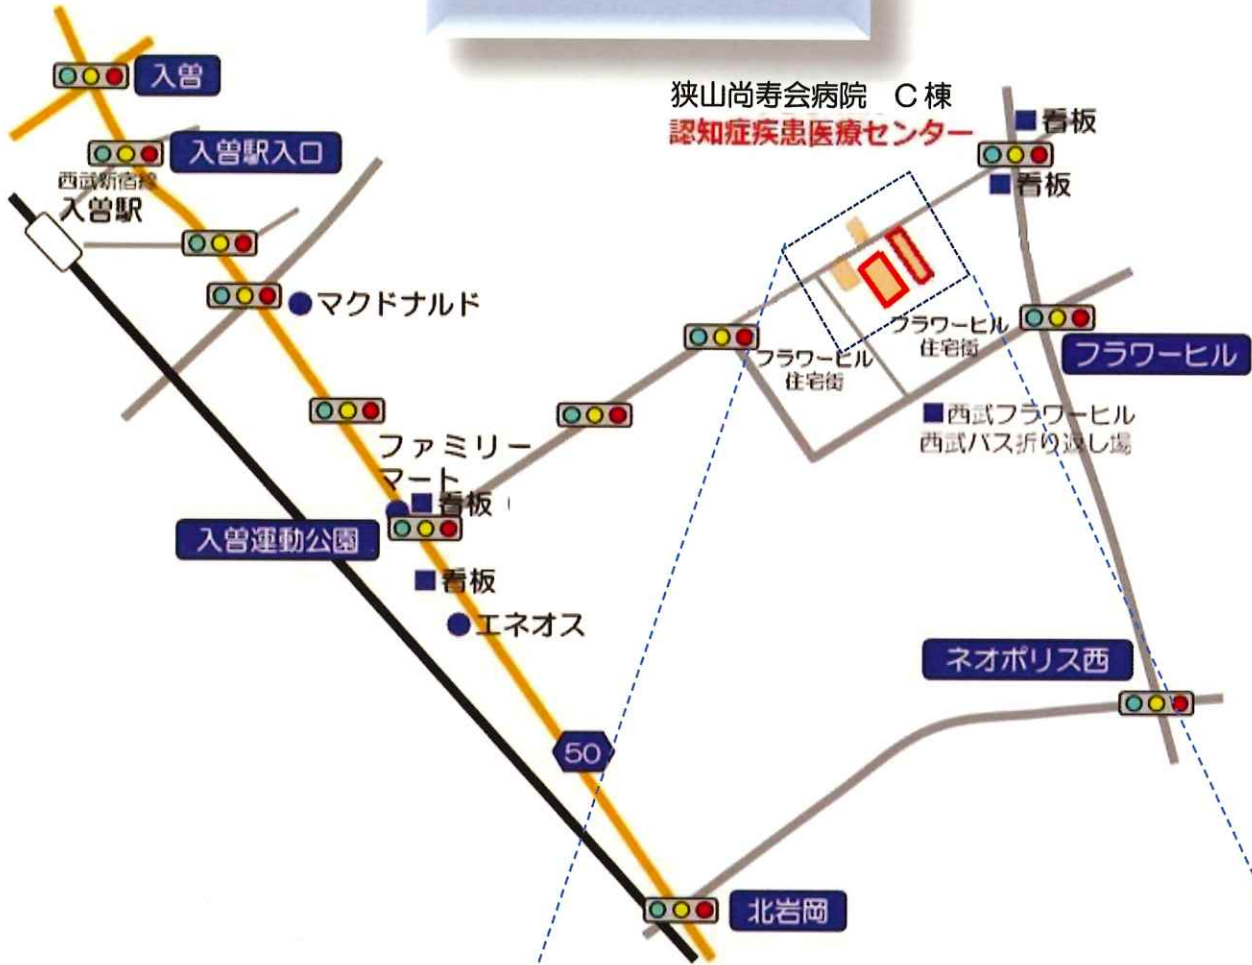 入曽
入曽駅入口
西武新宿線
入曽駅
マクドナルド
狭山尚寿会病院　C棟
認知症疾患医療センター
看板
看板
フラワーヒル
住宅街
フラワーヒル
住宅街
フラワーヒル
西武フラワーヒル
西武バス折り返し場
ファミリー
マート
看板
入曽運動公園
看板
エネオス
ネオポリス西
50
北岩岡